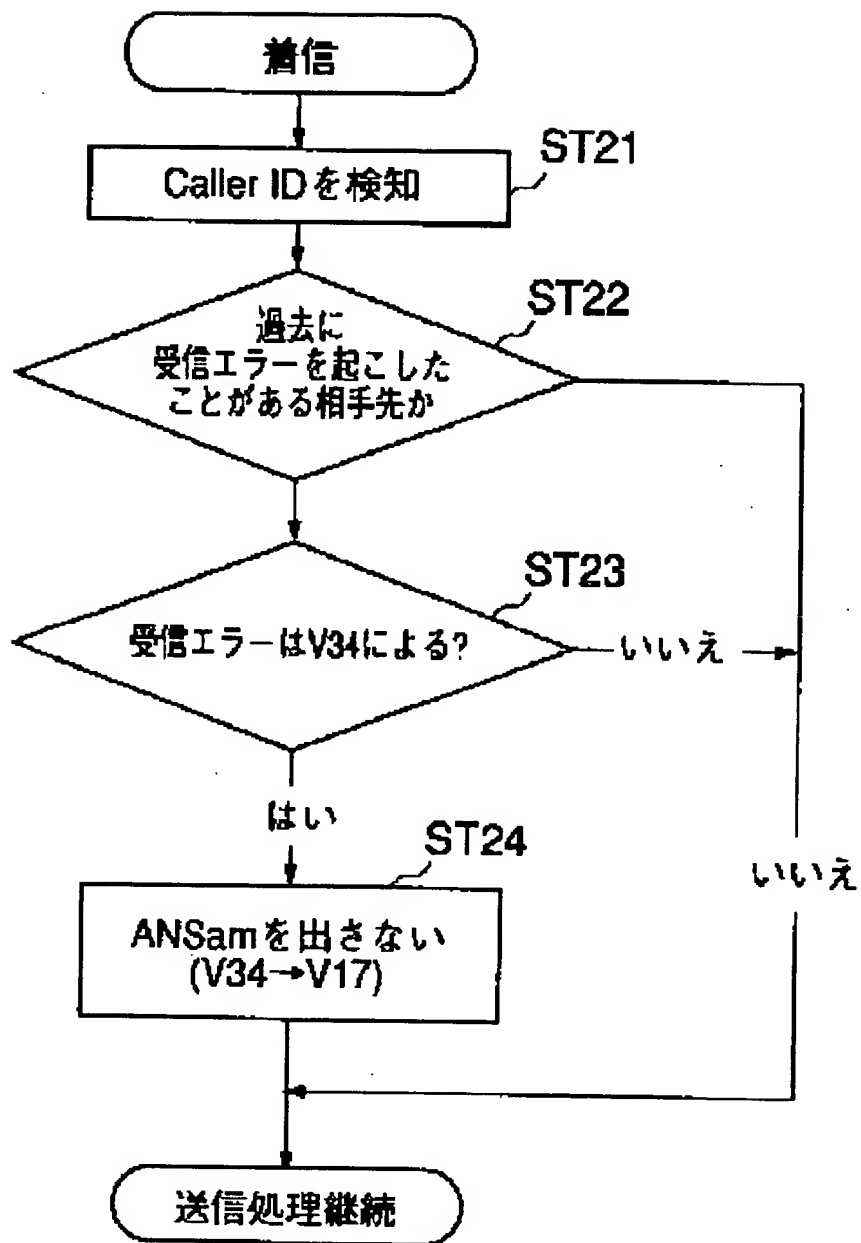 着信
ST21
Caller IDを検知
ST22
過去に
受信エラーを起こした
ことがある相手先か
ST23
受信エラーはV34による?
いいえ
はい
ST24
いいえ
ANSamを出さない
(V34→V17)
送信処理継続